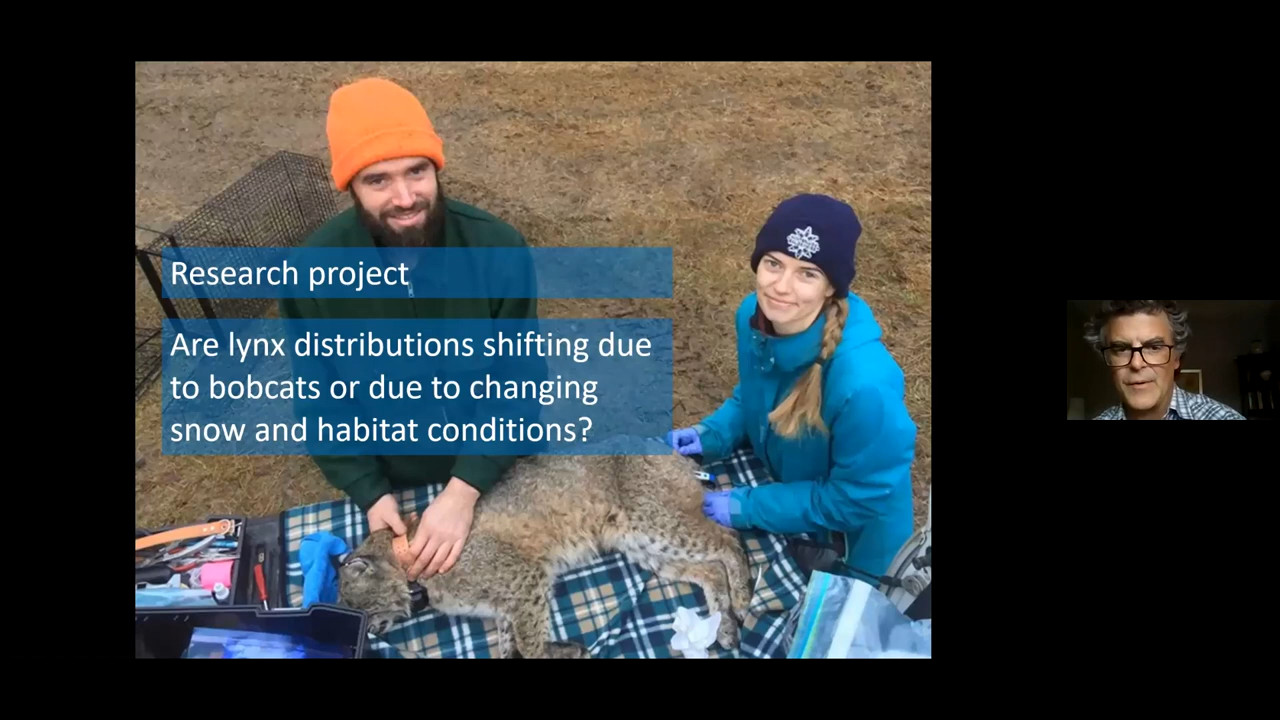 Research project
Are lynx distributions shifting due
to bobcats or due to changing
snow and habitat conditions?